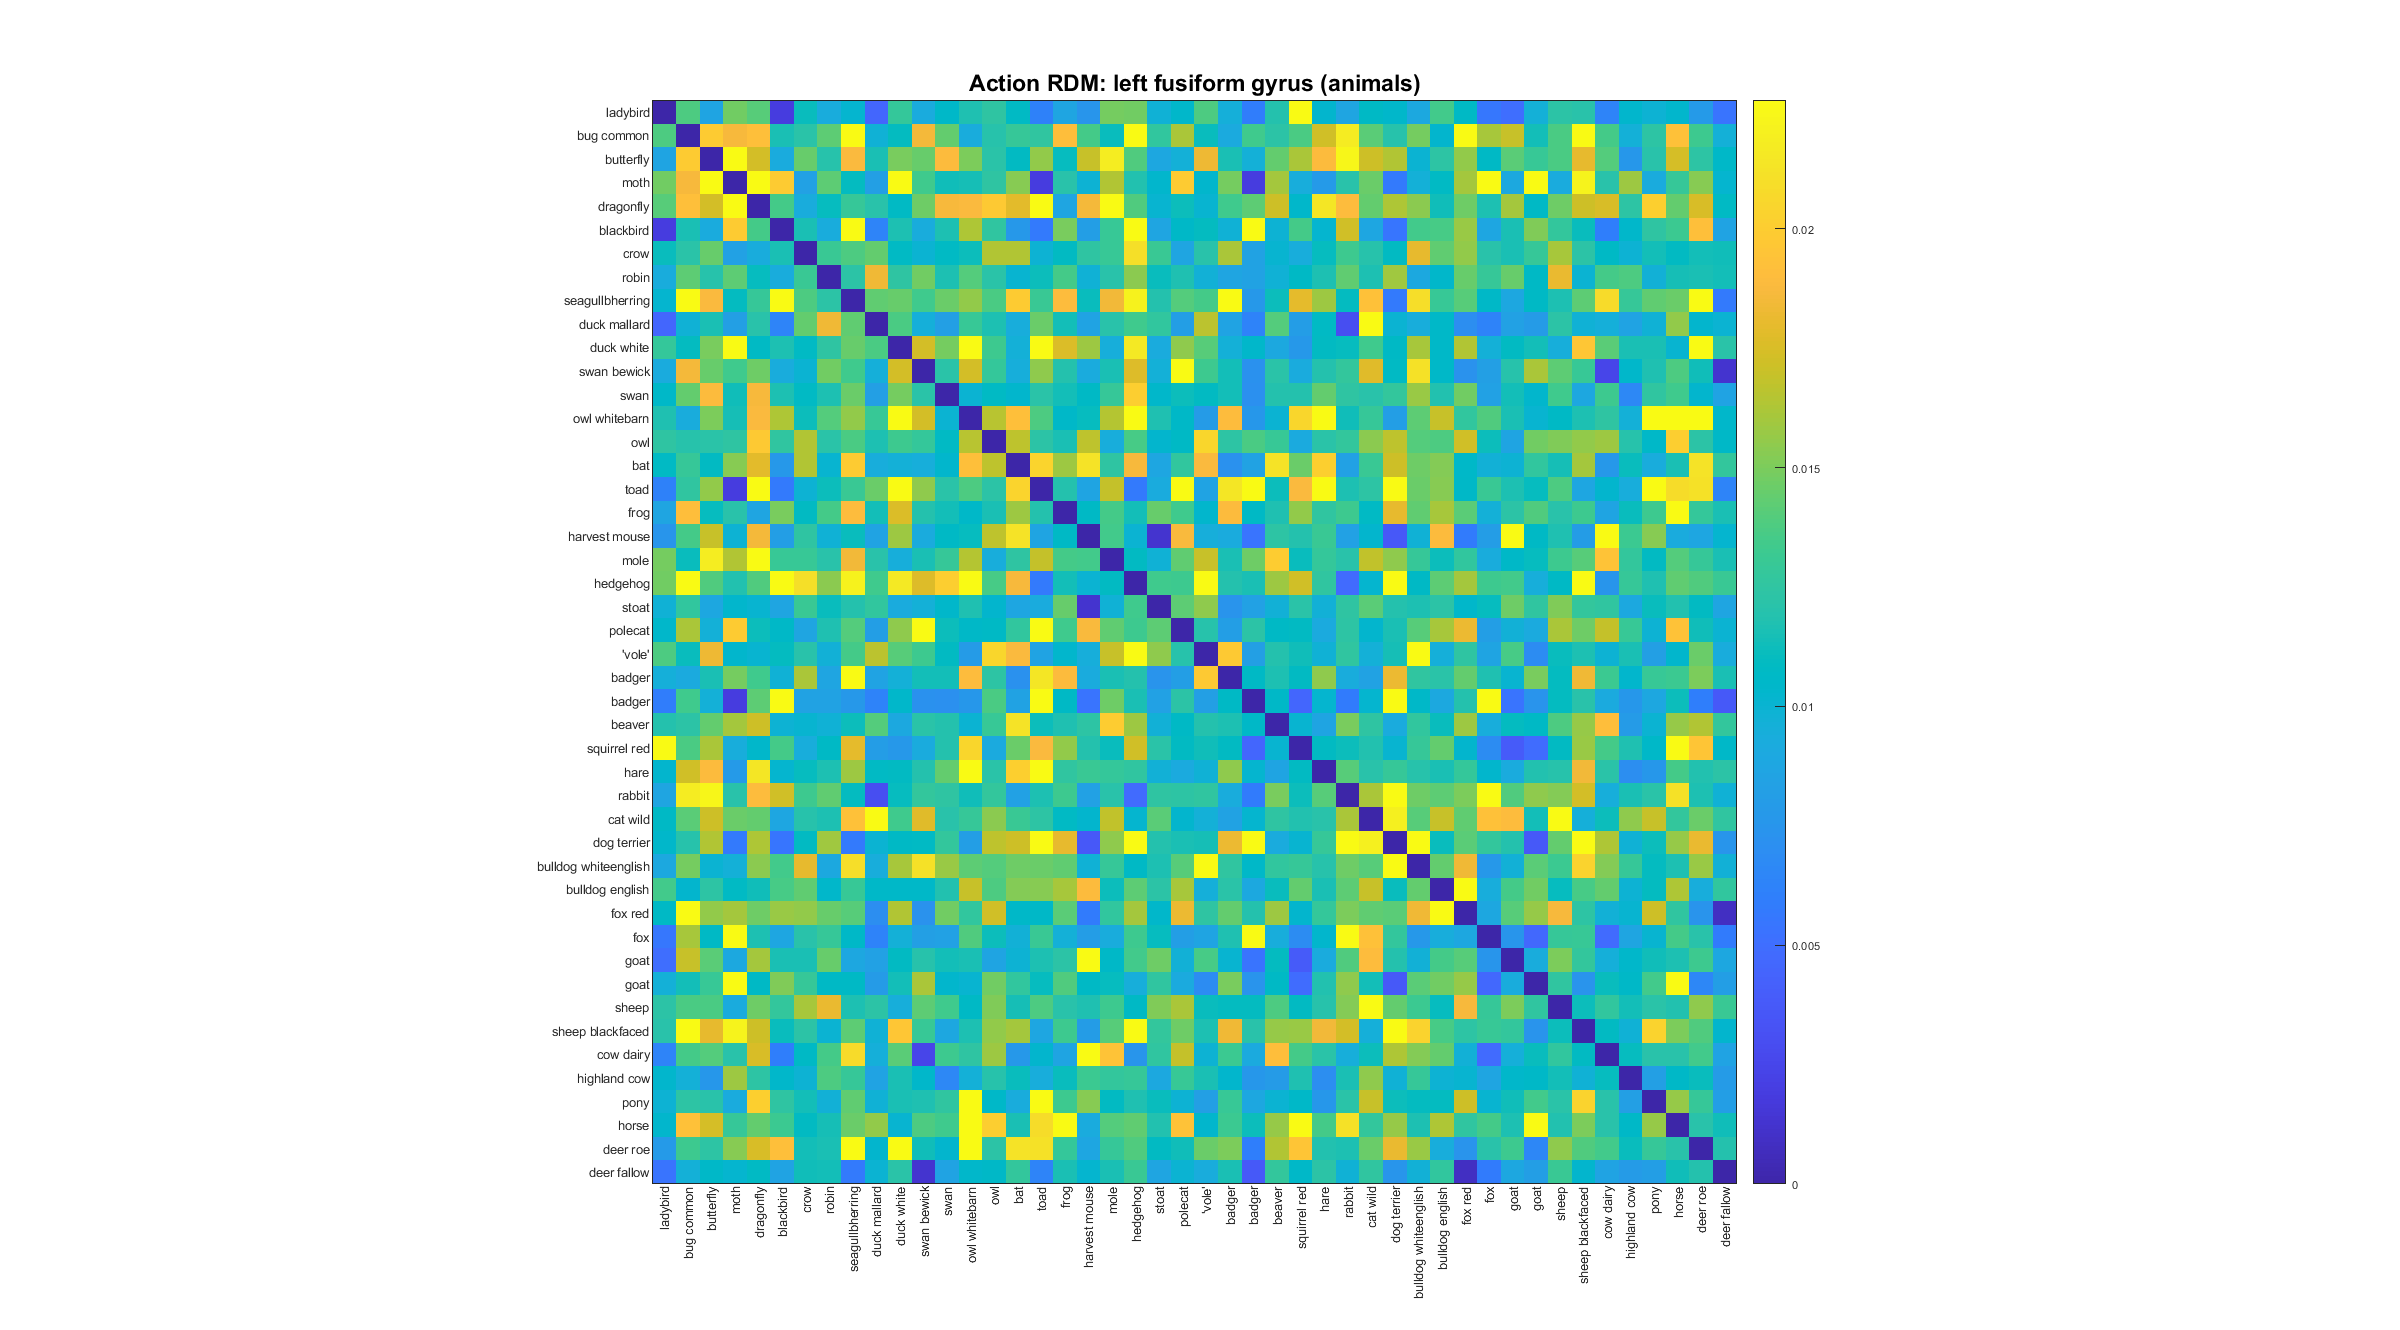 Action RDM: left fusiform gyrus (animals)
ladybird
bug common
butterfly
moth
dragonfly
blackbird
crow
robin
seagullbherring
duck mallard
duck white
swan bewick
swan
owl whitebarn
owl
bat
toad
frog
harvest mouse
mole
hedgehog
stoat
polecat
'vole'
badger
badger
beaver
squirrel red
hare
rabbit
cat wild
dog terrier
bulldog whiteenglish
bulldog english
fox red
fox
goat
goat
sheep
sheep blackfaced
cow dairy
highland cow
pony
horse
deer roe
deer fallow
ladybird
bug common
butterfly
moth
dragonfly
blackbird
crow
robin
seagullbherring
duck mallard
duck white
swan bewick
swan
owl whitebarn
owl
bat
toad
frog
harvest mouse
mole
hedgehog
stoat
polecat
'vole'
badger
badger
beaver
squirrel red
hare
rabbit
cat wild
dog terrier
bulldog whiteenglish
bulldog english
fox red
fox
goat
goat
sheep
sheep blackfaced
cow dairy
highland cow
pony
horse
deer roe
deer fallow
0.02
0.015
0.01
0.005
0